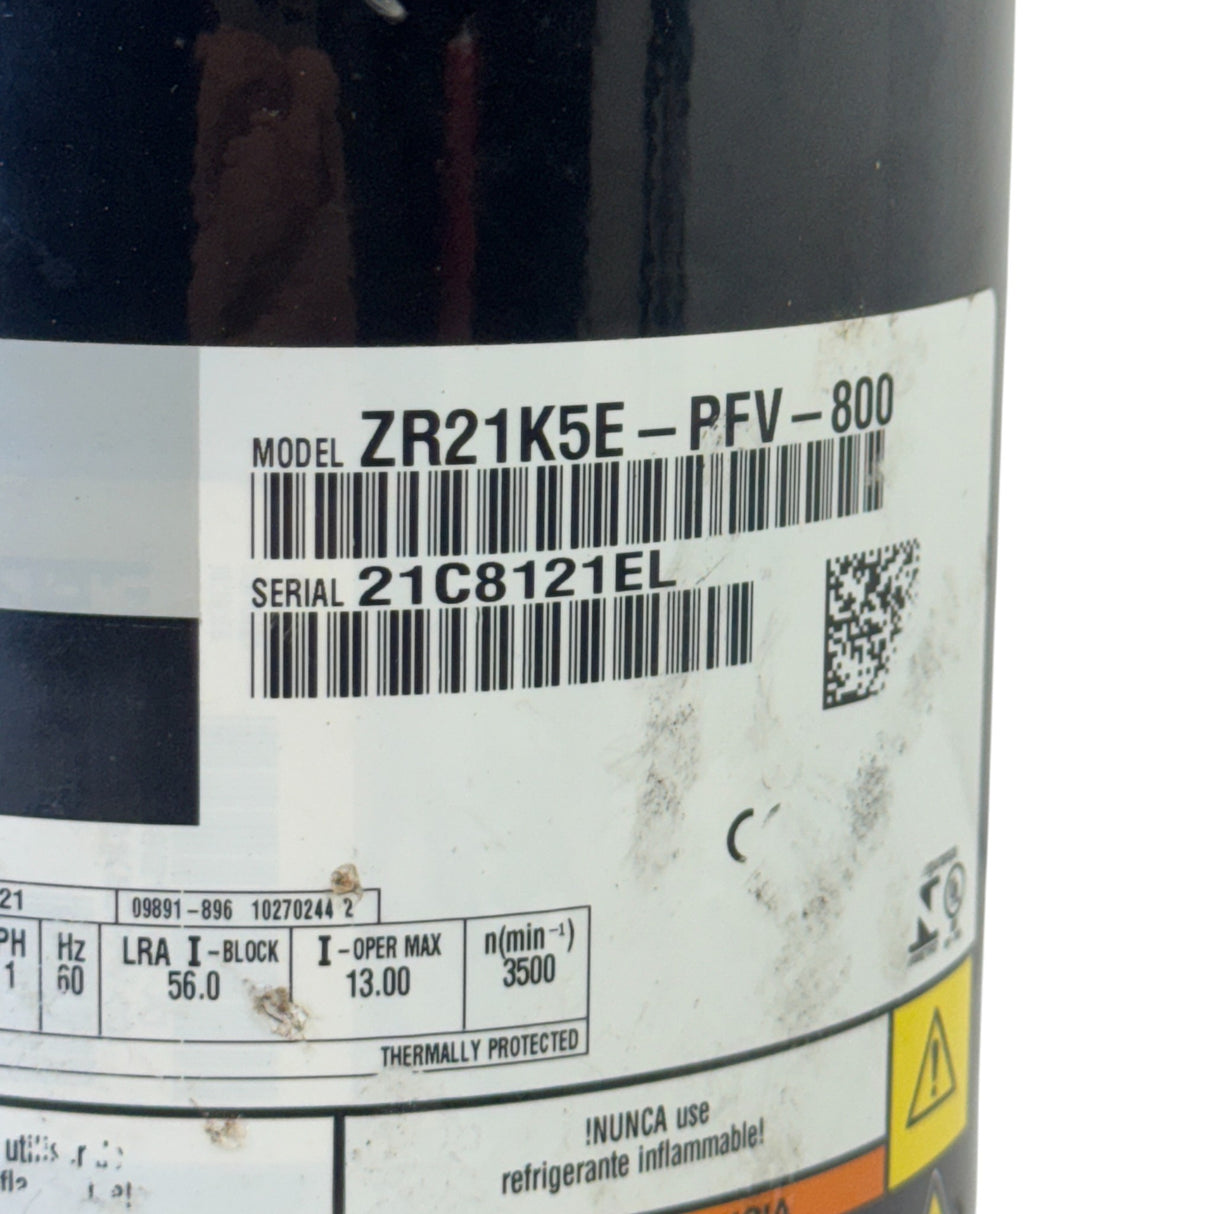 MODEL ZR21K5E-PFV-800
SERIAL 21C8121EL
21
09891-896 10270244 2
PH Hz LRA I-BLOCK I-OPER MAX n(min⁻¹)
1 60 56.0 13.00 3500
THERMALLY PROTECTED
!NUNCA use
refrigerante inflammable!